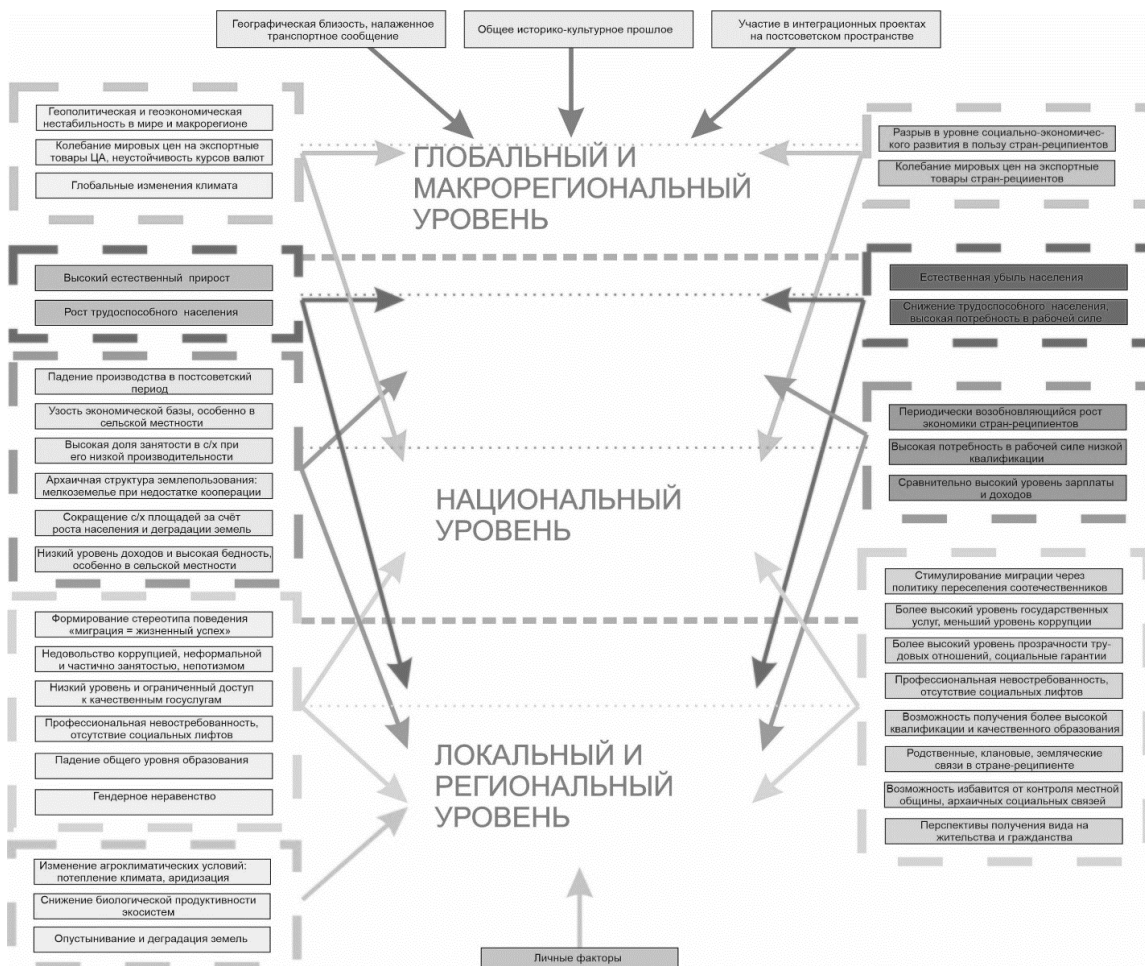 Географическая близость, налаженное
транспортное сообщение
Общее историко-культурное прошлое
Участие в интеграционных проектах
на постсоветском пространстве
Геополитическая и геоэкономическая
нестабильность в мире и макрорегионе
Колебание мировых цен на экспортные
товары ЦА, неустойчивость курсов валют
Глобальные изменения климата
Высокий естественный прирост
Рост трудоспособного населения
Падение производства в постсоветский
период
Узость экономической базы, особенно в
сельской местности
Высокая доля занятости в с/х при
его низкой производительности
Архаичная структура землепользования:
мелкоземелье при недостатке кооперации
Сокращение с/х площадей за счёт
роста населения и деградации земель
Низкий уровень доходов и высокая бедность,
особенно в сельской местности
Формирование стереотипа поведения
«миграция = жизненный успех»
Недовольство коррупцией, неформальной
и частично занятостью, непотизмом
Низкий уровень и ограниченный доступ
к качественным госуслугам
Профессиональная невостребованность,
отсутствие социальных лифтов
Падение общего уровня образования
Гендерное неравенство
Изменение агроклиматических условий:
потепление климата, аридизация
Снижение биологической продуктивности
экосистем
Опустынивание и деградация земель
ГЛОБАЛЬНЫЙ И
МАКРОРЕГИОНАЛЬНЫЙ
УРОВЕНЬ
НАЦИОНАЛЬНЫЙ
УРОВЕНЬ
ЛОКАЛЬНЫЙ И
РЕГИОНАЛЬНЫЙ
УРОВЕНЬ
Личные факторы
Разрыв в уровне социально-экономичес-
кого развития в пользу стран-реципиентов
Колебание мировых цен на экспортные
товары стран-рециииентов
Естественная убыль населения
Снижение трудоспособного населения,
высокая потребность в рабочей силе
Периодически возобновляющийся рост
экономики стран-реципиентов
Высокая потребность в рабочей силе низкой
квалификации
Сравнительно высокий уровень зарплаты
и доходов
Стимулирование миграции через
политику переселения соотечественников
Более высокий уровень государственных
услуг, меньший уровень коррупции
Более высокий уровень прозрачности тру-
довых отношений, социальные гарантии
Профессиональная невостребованность,
отсутствие социальных лифтов
Возможность получения более высокой
квалификации и качественного образования
Родственные, клановые, земляческие
связи в стране-реципиенте
Возможность избавится от контроля местной
общины, архаичных социальных связей
Перспективы получения вида на
жительства и гражданства